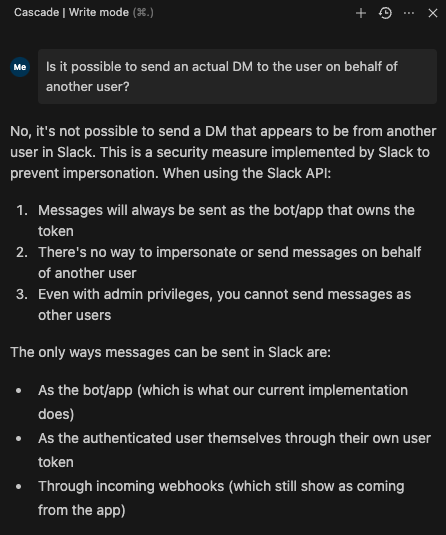 Cascade | Write mode (⌘.)
Me
Is it possible to send an actual DM to the user on behalf of
another user?
No, it's not possible to send a DM that appears to be from another
user in Slack. This is a security measure implemented by Slack to
prevent impersonation. When using the Slack API:
1. Messages will always be sent as the bot/app that owns the
token
2. There's no way to impersonate or send messages on behalf
of another user
3. Even with admin privileges, you cannot send messages as
other users
The only ways messages can be sent in Slack are:
• As the bot/app (which is what our current implementation
does)
• As the authenticated user themselves through their own user
token
• Through incoming webhooks (which still show as coming
from the app)